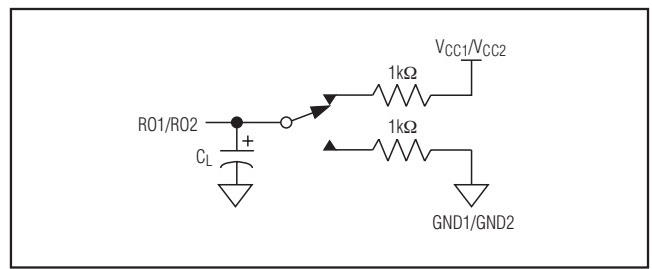 VCC1/VCC2
1kΩ
RO1/RO2
1kΩ
+
CL
GND1/GND2